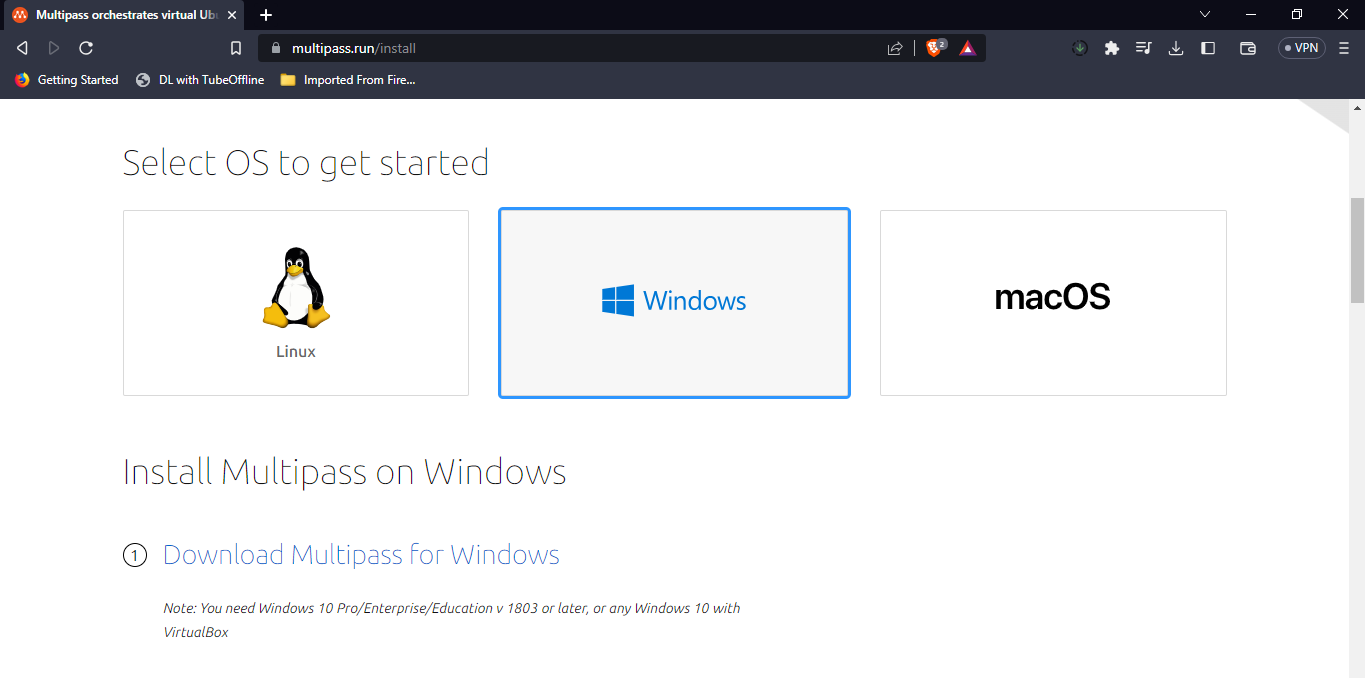 Multipass orchestrates virtual Ubu
multipass.run/install
2
VPN
Getting Started
DL with TubeOffline
Imported From Fire...
Select OS to get started
Linux
Windows
macOS
Install Multipass on Windows
1 Download Multipass for Windows
Note: You need Windows 10 Pro/Enterprise/Education v 1803 or later, or any Windows 10 with
VirtualBox